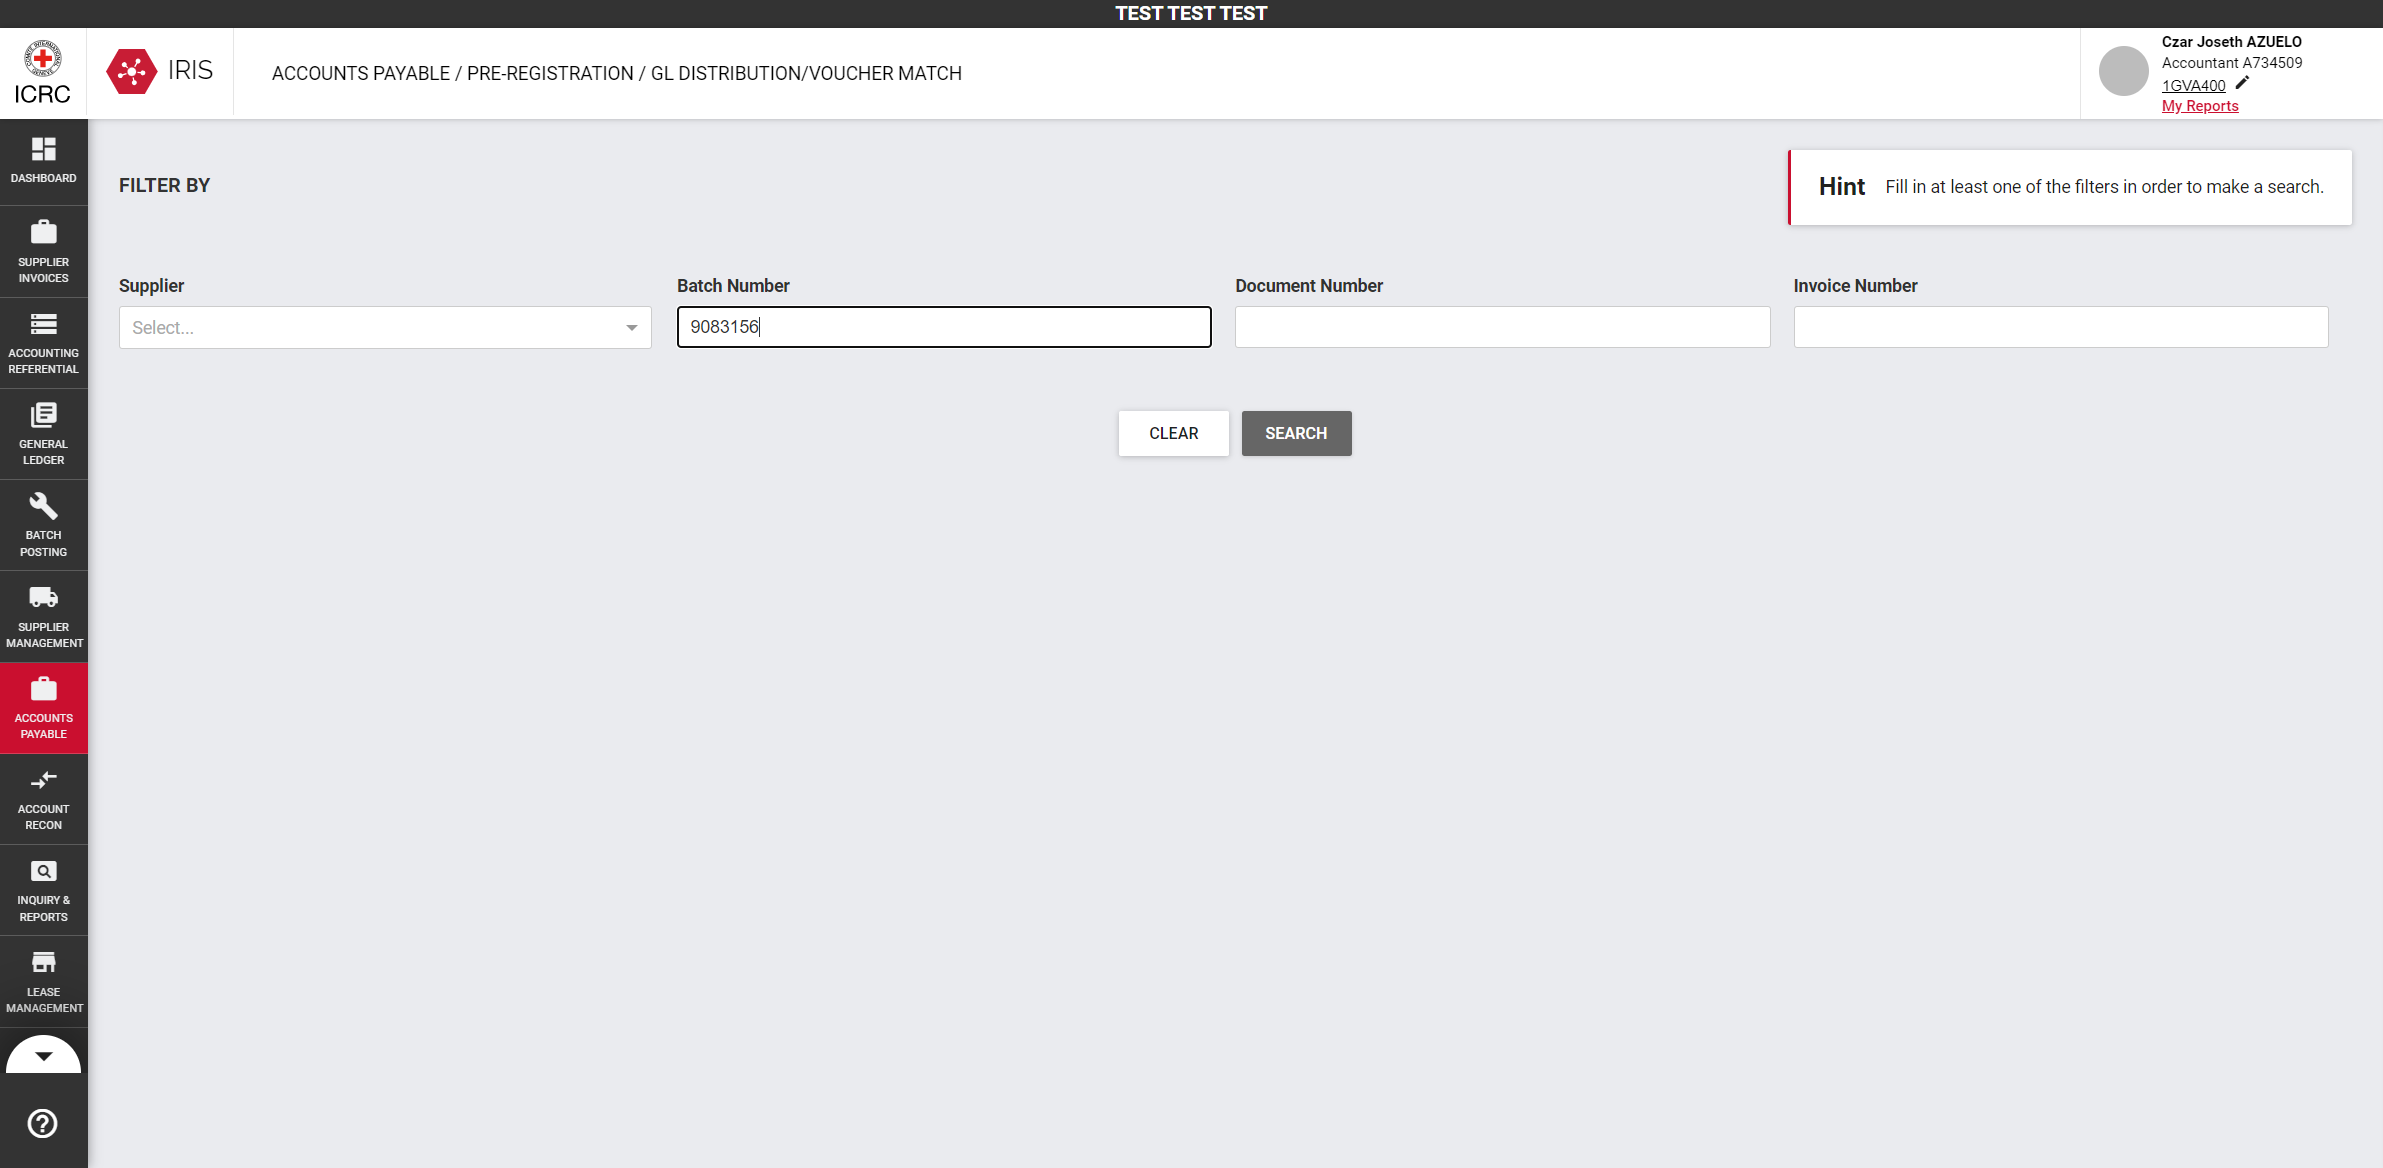 TEST TEST TEST
ICRC
IRIS
ACCOUNTS PAYABLE / PRE-REGISTRATION / GL DISTRIBUTION/VOUCHER MATCH
Czar Joseth AZUELO
Accountant A734509
1GVA400
My Reports
DASHBOARD
SUPPLIER
INVOICES
ACCOUNTING
REFERENTIAL
GENERAL
LEDGER
BATCH
POSTING
SUPPLIER
MANAGEMENT
ACCOUNTS
PAYABLE
ACCOUNT
RECON
INQUIRY &
REPORTS
LEASE
MANAGEMENT
FILTER BY
Hint Fill in at least one of the filters in order to make a search.
Supplier
Select...
Batch Number
9083156
Document Number
Invoice Number
CLEAR
SEARCH